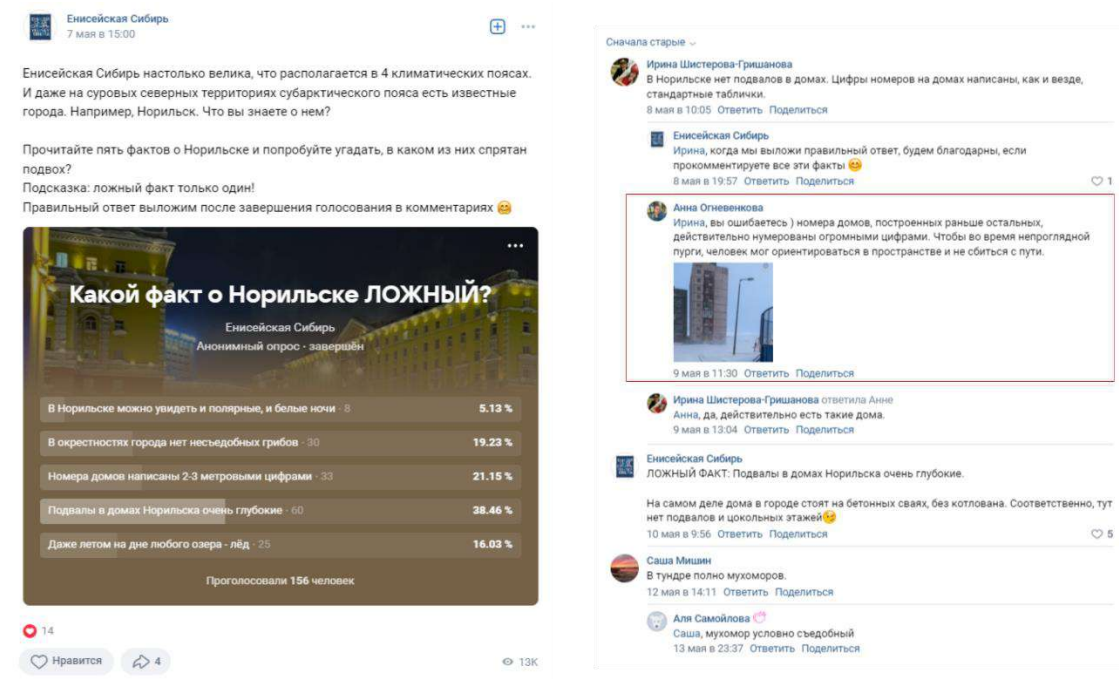 Енисейская Сибирь
7 мая в 15:00
Енисейская Сибирь настолько велика, что располагается в 4 климатических поясах.
И даже на суровых северных территориях субарктического пояса есть известные
города. Например, Норильск. Что вы знаете о нем?
Прочитайте пять фактов о Норильске и попробуйте угадать, в каком из них спрятан
подвох?
Подсказка: ложный факт только один!
Правильный ответ выложим после завершения голосования в комментариях 🤗
Какой факт о Норильске ЛОЖНЫЙ?
Енисейская Сибирь
Анонимный опрос · завершён
В Норильске можно увидеть и полярные, и белые ночи · 8 5.13 %
В окрестностях города нет несъедобных грибов · 30 19.23 %
Номера домов написаны 2-3 метровыми цифрами · 33 21.15 %
Подвалы в домах Норильска очень глубокие · 60 38.46 %
Даже летом на дне любого озера - лёд · 25 16.03 %
Проголосовали 156 человек
14
Нравится 4 13K
Сначала старые
Ирина Шистерова-Гришанова
В Норильске нет подвалов в домах. Цифры номеров на домах написаны, как и везде,
стандартные таблички.
8 мая в 10:05 Ответить Поделиться
Енисейская Сибирь
Ирина, когда мы выложи правильный ответ, будем благодарны, если
прокомментируете все эти факты 😊
8 мая в 19:57 Ответить Поделиться 1
Анна Огневенкова
Ирина, вы ошибаетесь ) номера домов, построенных раньше остальных,
действительно нумерованы огромными цифрами. Чтобы во время непроглядной
пурги, человек мог ориентироваться в пространстве и не сбиться с пути.
9 мая в 11:30 Ответить Поделиться
Ирина Шистерова-Гришанова ответила Анне
Анна, да, действительно есть такие дома.
9 мая в 13:04 Ответить Поделиться
Енисейская Сибирь
ЛОЖНЫЙ ФАКТ: Подвалы в домах Норильска очень глубокие.
На самом деле дома в городе стоят на бетонных сваях, без котлована. Соответственно, тут
нет подвалов и цокольных этажей😉
10 мая в 9:56 Ответить Поделиться 5
Саша Мишин
В тундре полно мухоморов.
12 мая в 14:11 Ответить Поделиться
Аля Самойлова
Саша, мухомор условно съедобный
13 мая в 23:37 Ответить Поделиться